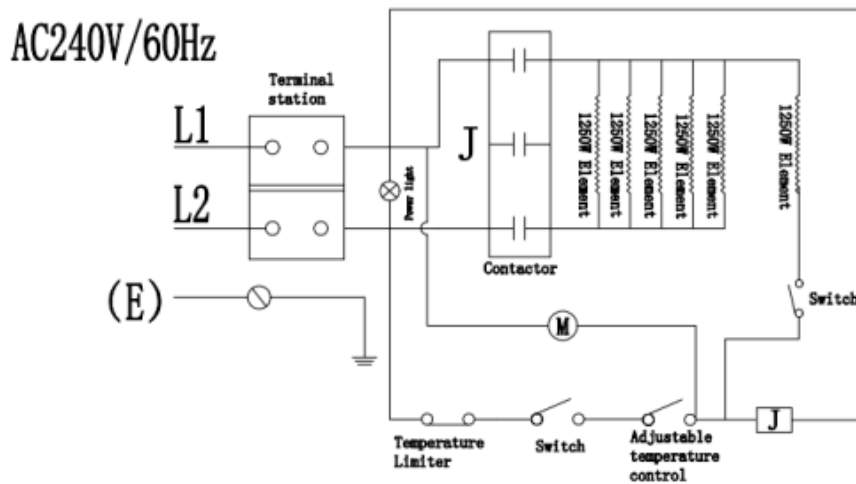 AC240V/60Hz
Terminal
station
L1
L2
(E)
Power light
J
Contactor
1250W Element
1250W Element
1250W Element
1250W Element
1250W Element
1250W Element
Switch
M
Temperature
Limiter
Switch
Adjustable
temperature
control
J